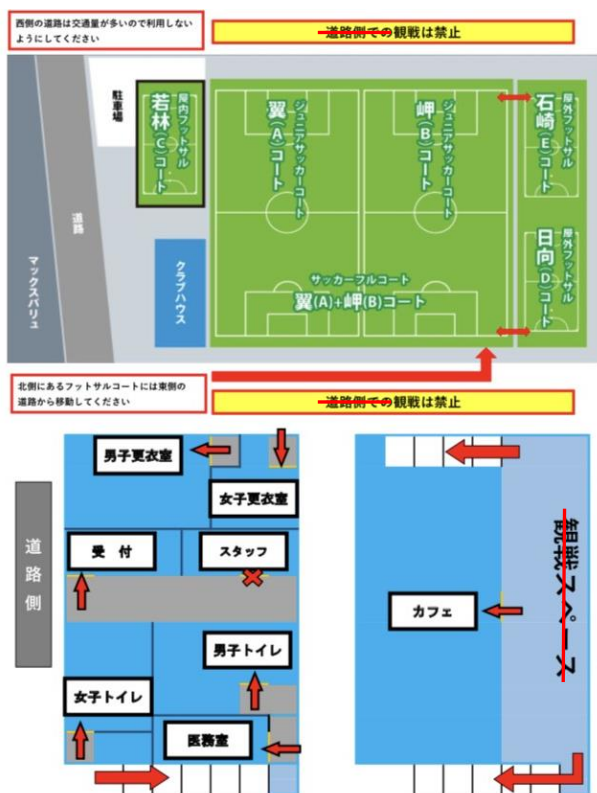 西側の道路は交通量が多いので利用しない
ようにしてください
道路側での観戦は禁止
駐車場
屋内フットサル
若林(C)コート
ジュニアサッカーコート
翼(A)コート
ジュニアサッカーコート
岬(B)コート
屋外フットサル
石崎(E)コート
道路
マックスバリュ
クラブハウス
サッカーフルコート
翼(A)+岬(B)コート
屋外フットサル
日向(D)コート
北側にあるフットサルコートには東側の
道路から移動してください
道路側での観戦は禁止
男子更衣室
女子更衣室
道路側
受付
スタッフ
男子トイレ
女子トイレ
医務室
カフェ
観戦スペース